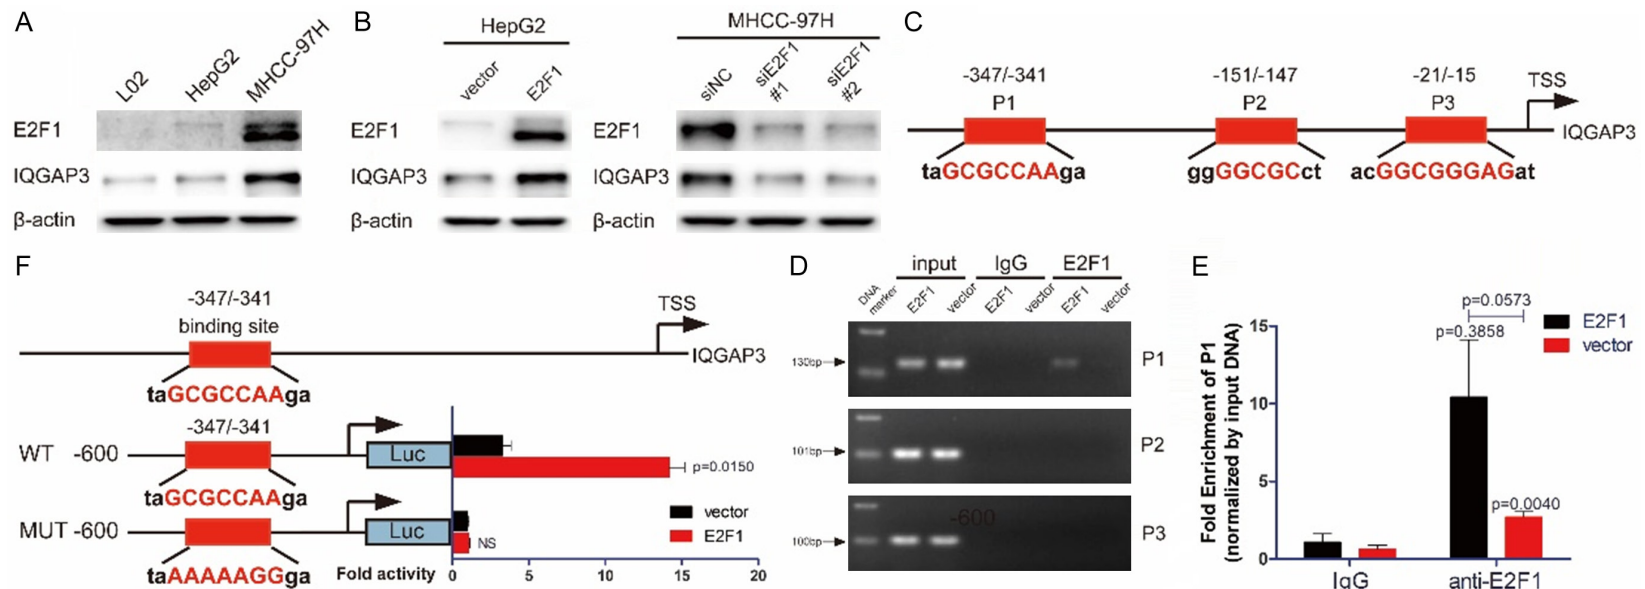 A
L02
HepG2
MHCC-97H
E2F1
IQGAP3
β-actin
B
HepG2
vector
E2F1
E2F1
IQGAP3
β-actin
MHCC-97H
siNC
siE2F1
#1
siE2F1
#2
E2F1
IQGAP3
β-actin
C
-347/-341
P1
-151/-147
P2
-21/-15
P3
TSS
IQGAP3
taGCGCCAAga
ggGGCGCct
acGGCGGGAGat
F
-347/-341
binding site
TSS
IQGAP3
taGCGCCAAga
WT -600
-347/-341
Luc
taGCGCCAAga
p=0.0150
MUT -600
Luc
taAAAAAGGga
NS
vector
E2F1
Fold activity
0 5 10 15 20
D
input IgG E2F1
DNA
marker
E2F1
vector
E2F1
vector
E2F1
vector
130bp
P1
101bp
P2
-600
100bp
P3
E
Fold Enrichment of P1
(normalized by input DNA)
15
10
5
0
p=0.0573
p=0.3858
p=0.0040
E2F1
vector
IgG
anti-E2F1